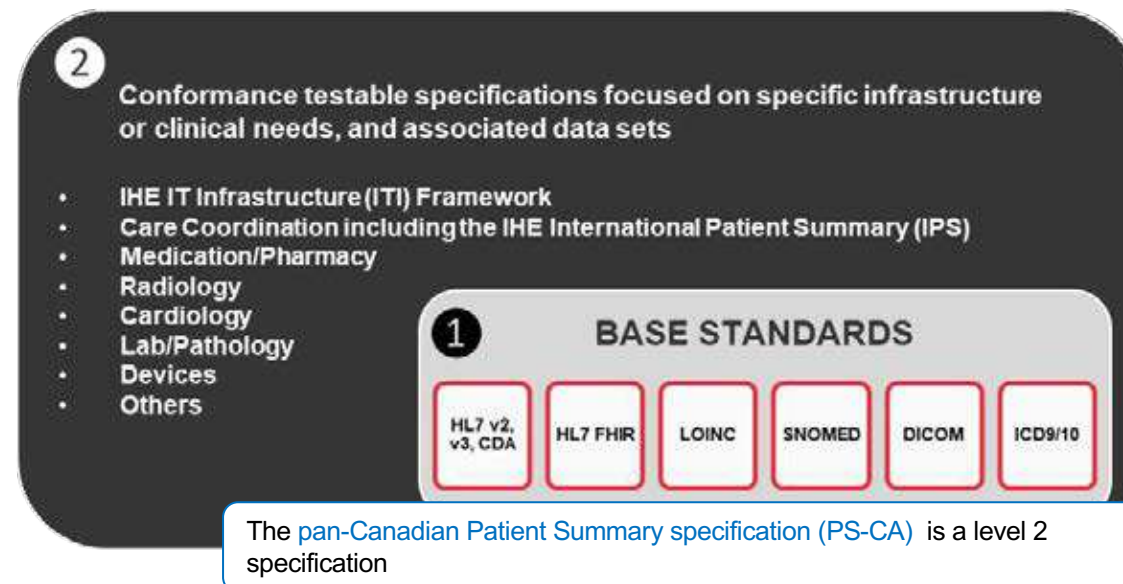 2
Conformance testable specifications focused on specific infrastructure
or clinical needs, and associated data sets
• IHE IT Infrastructure (ITI) Framework
• Care Coordination including the IHE International Patient Summary (IPS)
• Medication/Pharmacy
• Radiology
• Cardiology
• Lab/Pathology
• Devices
• Others
1 BASE STANDARDS
HL7 v2,
v3, CDA
HL7 FHIR
LOINC
SNOMED
DICOM
ICD9/10
The pan-Canadian Patient Summary specification (PS-CA) is a level 2
specification